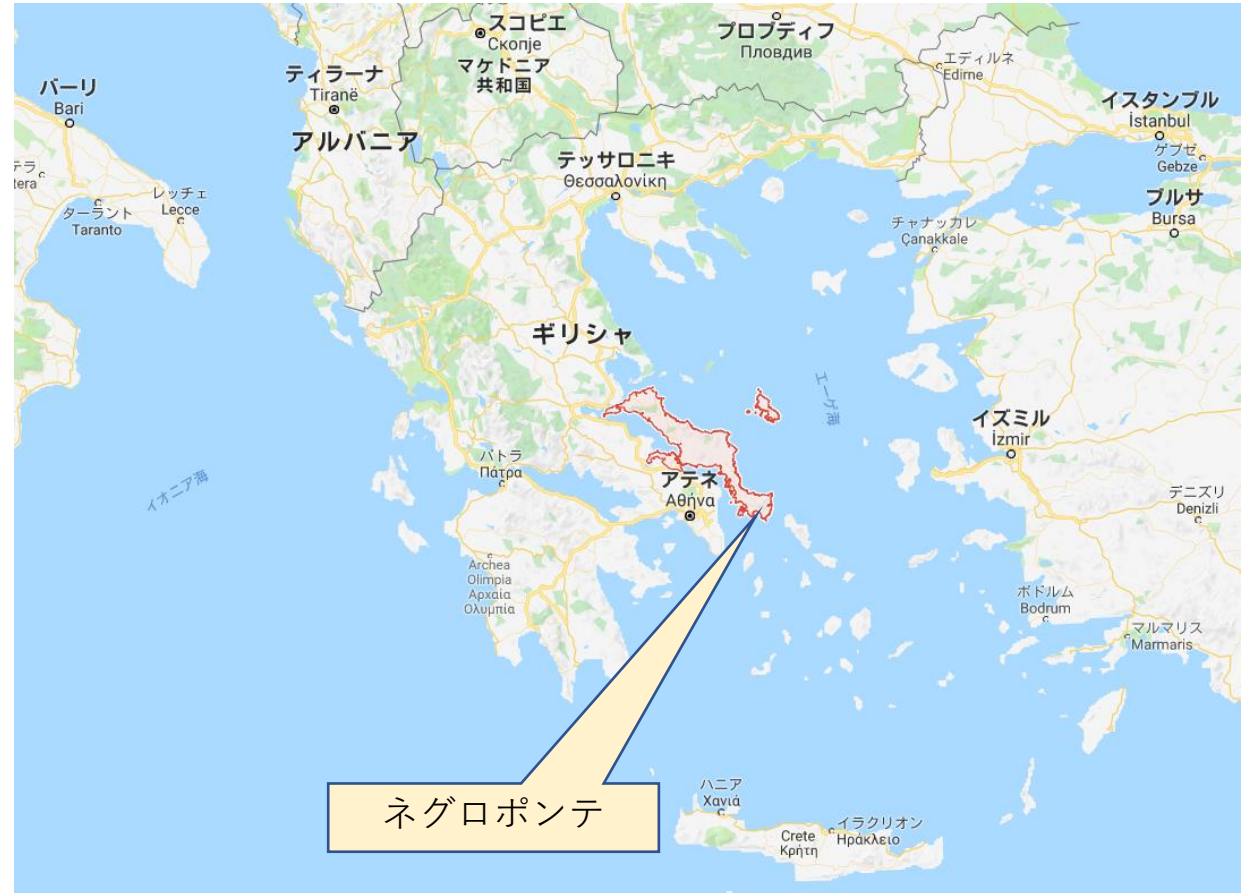 スコピエ
Скопје
マケドニア
共和国
プロブディフ
Пловдив
エディルネ
Edirne
バーリ
Bari
ティラーナ
Tiranë
アルバニア
イスタンブル
İstanbul
ゲブゼ
Gebze
テッサロニキ
Θεσσαλονίκη
テラ
tera
レッチェ
Lecce
ターラント
Taranto
ブルサ
Bursa
チャナッカレ
Çanakkale
ギリシャ
エーゲ海
イズミル
İzmir
パトラ
Πάτρα
アテネ
Αθήνα
イオニア海
デニズリ
Denizli
Archea
Olimpia
Αρχαία
Ολυμπία
ボドルム
Bodrum
マルマリス
Marmaris
ネグロポンテ
ハニア
Χανιά
イラクリオン
Ηράκλειο
Crete
Κρήτη